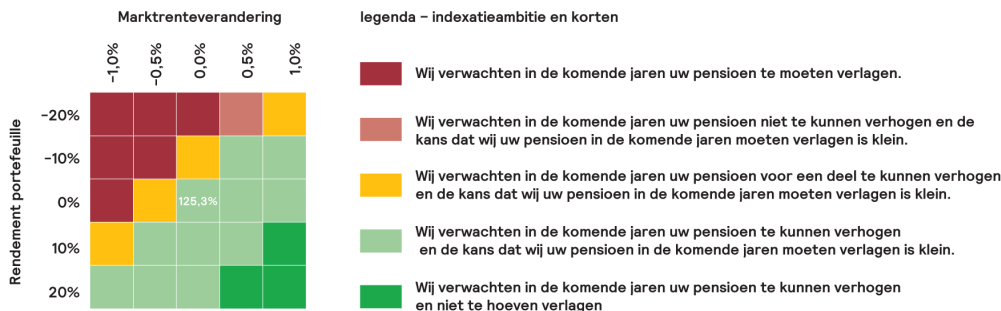 Marktrenteverandering
legenda – indexatieambitie en korten
-1,0%
-0,5%
0,0%
0,5%
1,0%
Wij verwachten in de komende jaren uw pensioen te moeten verlagen.
Rendement portefeuille
-20%
-10%
0%
10%
20%
125,3%
Wij verwachten in de komende jaren uw pensioen niet te kunnen verhogen en de
kans dat wij uw pensioen in de komende jaren moeten verlagen is klein.
Wij verwachten in de komende jaren uw pensioen voor een deel te kunnen verhogen
en de kans dat wij uw pensioen in de komende jaren moeten verlagen is klein.
Wij verwachten in de komende jaren uw pensioen te kunnen verhogen
en de kans dat wij uw pensioen in de komende jaren moeten verlagen is klein.
Wij verwachten in de komende jaren uw pensioen te kunnen verhogen
en niet te hoeven verlagen